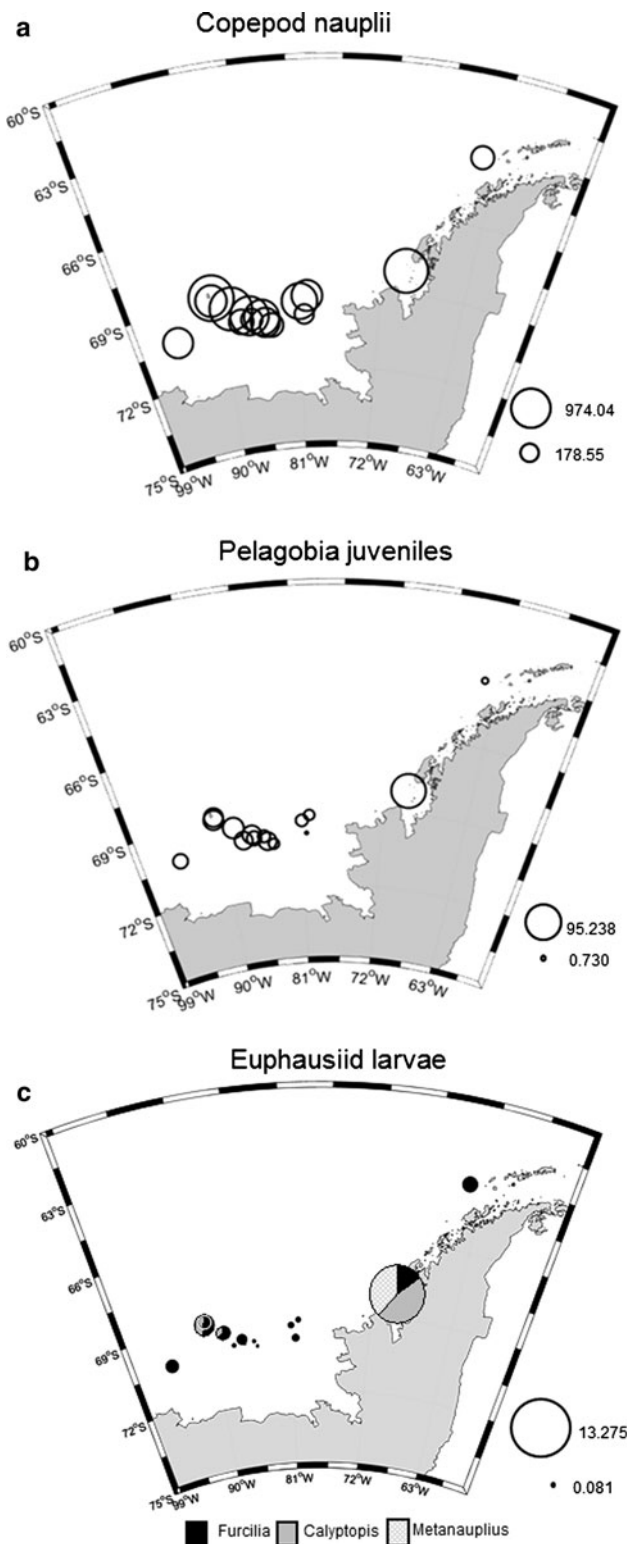 a
Copepod nauplii
60°S
63°S
66°S
69°S
72°S
75°S
99°W
90°W
81°W
72°W
63°W
974.04
178.55
b
Pelagobia juveniles
60°S
63°S
66°S
69°S
72°S
75°S
99°W
90°W
81°W
72°W
63°W
95.238
0.730
Euphausiid larvae
c
60°S
63°S
66°S
69°S
72°S
75°S
99°W
90°W
81°W
72°W
63°W
13.275
0.081
Furcilia Calyptopis Metanauplius